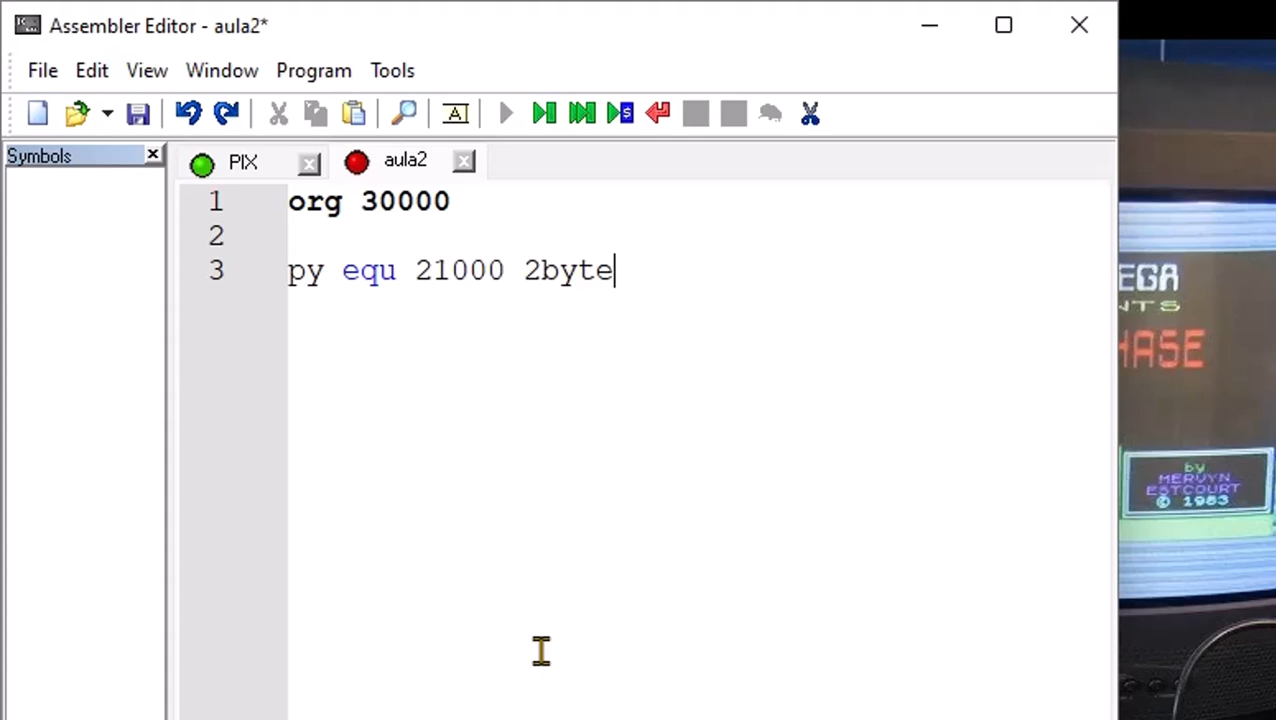 Assembler Editor - aula2*
File Edit View Window Program Tools
Symbols
PIX
aula2
1 org 30000
2
3 py equ 21000 2byte
EGA
NTS
HASE
by
MERVYN
ESTCOURT
© 1983